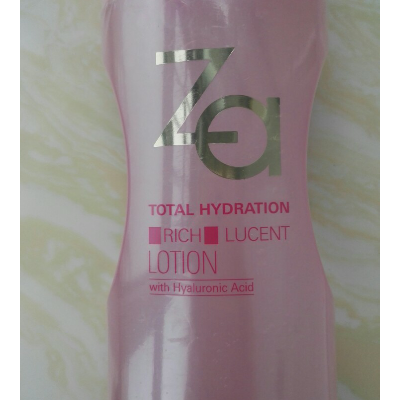 Za
TOTAL HYDRATION
RICH LUCENT
LOTION
with Hyaluronic Acid